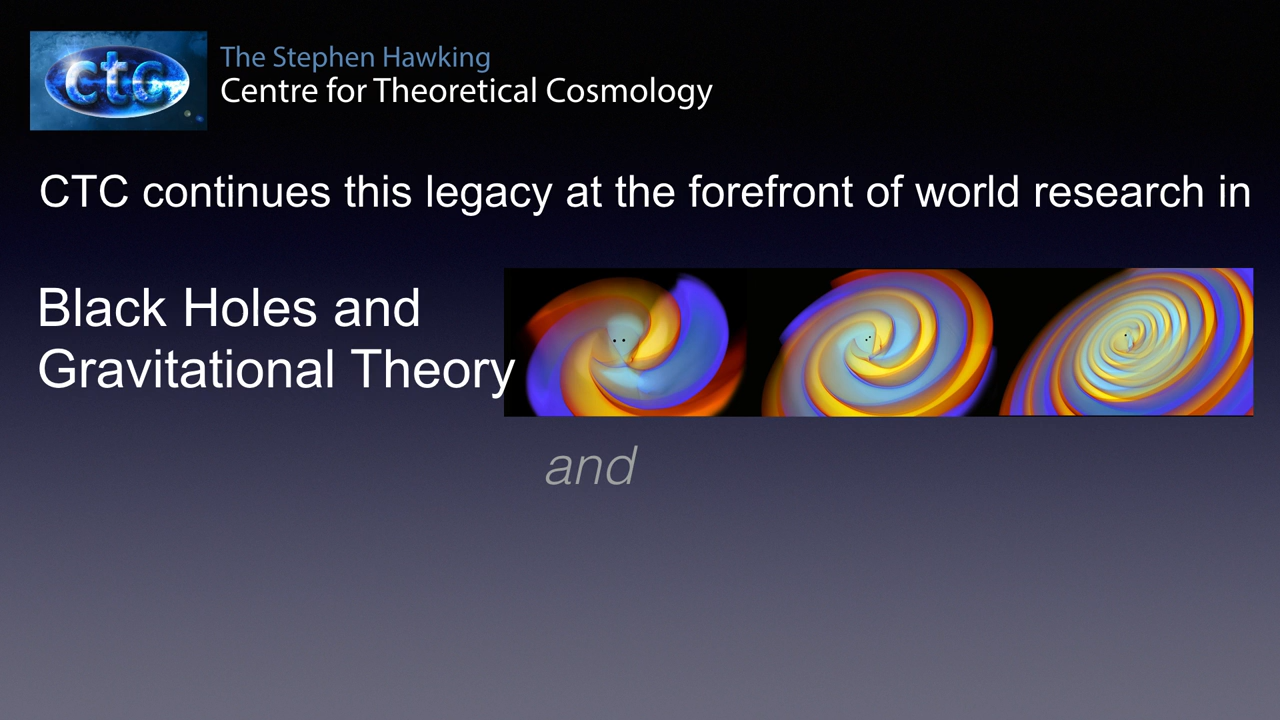 ctc
The Stephen Hawking
Centre for Theoretical Cosmology
CTC continues this legacy at the forefront of world research in
Black Holes and
Gravitational Theory
and